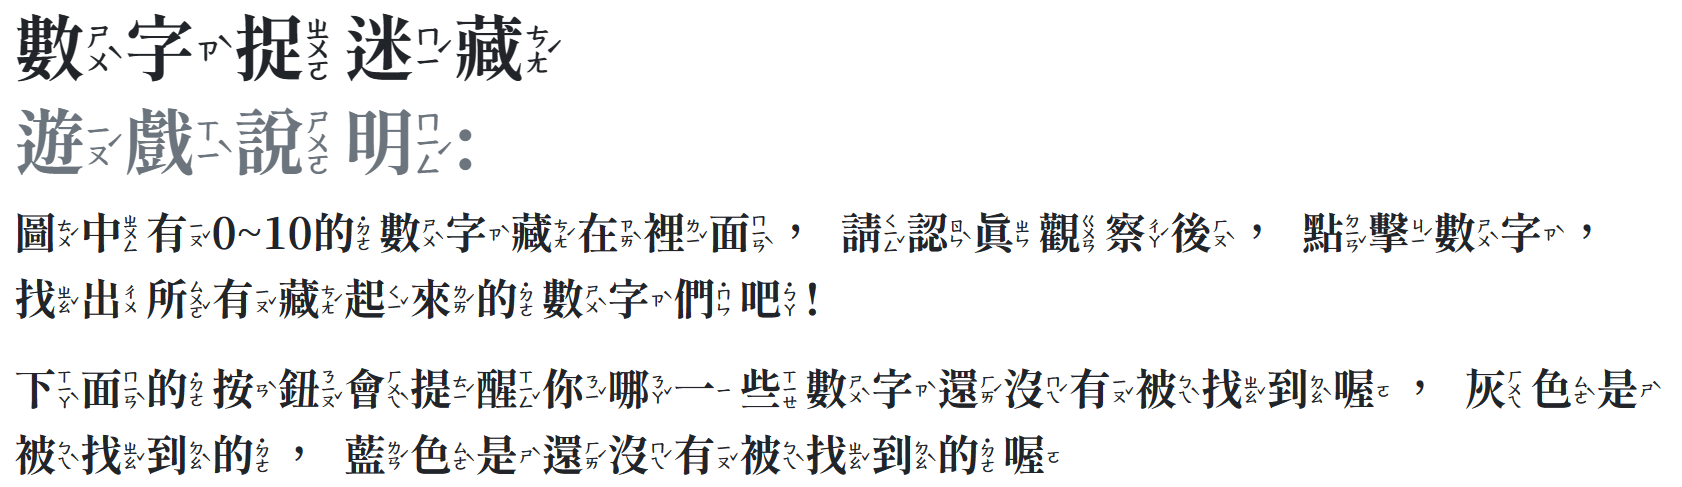 數字捉迷藏
遊戲說明:
圖中有0~10的數字藏在裡面，請認真觀察後，點擊數字，
找出所有藏起來的數字們吧!
下面的按鈕會提醒你哪一些數字還沒有被找到喔，灰色是
被找到的，藍色是還沒有被找到的喔